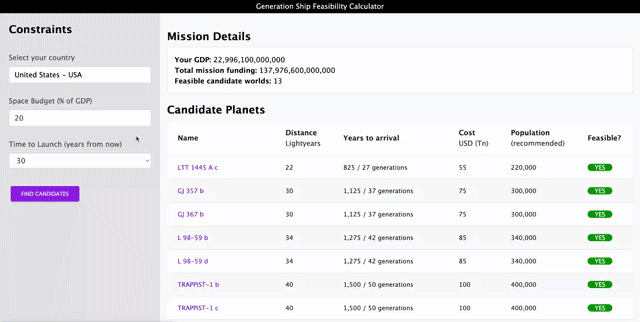 Generation Ship Feasibility Calculator
Constraints
Select your country
United States - USA
Space Budget (% of GDP)
20
Time to Launch (years from now)
30
FIND CANDIDATES
Mission Details
Your GDP: 22,996,100,000,000
Total mission funding: 137,976,600,000,000
Feasible candidate worlds: 13
Candidate Planets
Name Distance Lightyears Years to arrival Cost USD (Tn) Population (recommended) Feasible?
LTT 1445 A c 22 825 / 27 generations 55 220,000 YES
GJ 357 b 30 1,125 / 37 generations 75 300,000 YES
GJ 367 b 30 1,125 / 37 generations 75 300,000 YES
L 98-59 b 34 1,275 / 42 generations 85 340,000 YES
L 98-59 d 34 1,275 / 42 generations 85 340,000 YES
TRAPPIST-1 b 40 1,500 / 50 generations 100 400,000 YES
TRAPPIST-1 c 40 1,500 / 50 generations 100 400,000 YES